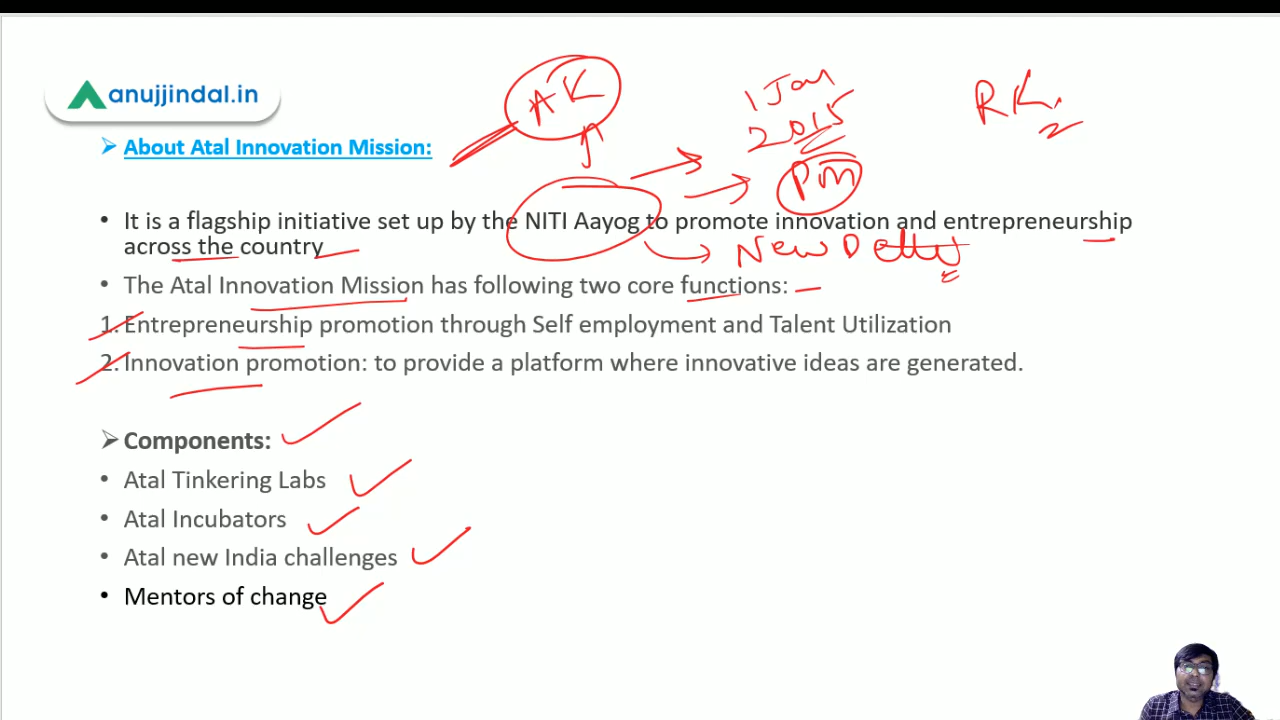 anujjindal.in
AK
1 Jan
2015
RK.
PM
➢ About Atal Innovation Mission:
• It is a flagship initiative set up by the NITI Aayog to promote innovation and entrepreneurship
across the country
New Delhi
• The Atal Innovation Mission has following two core functions:
1. Entrepreneurship promotion through Self employment and Talent Utilization
2. Innovation promotion: to provide a platform where innovative ideas are generated.
➢ Components:
• Atal Tinkering Labs
• Atal Incubators
• Atal new India challenges
• Mentors of change